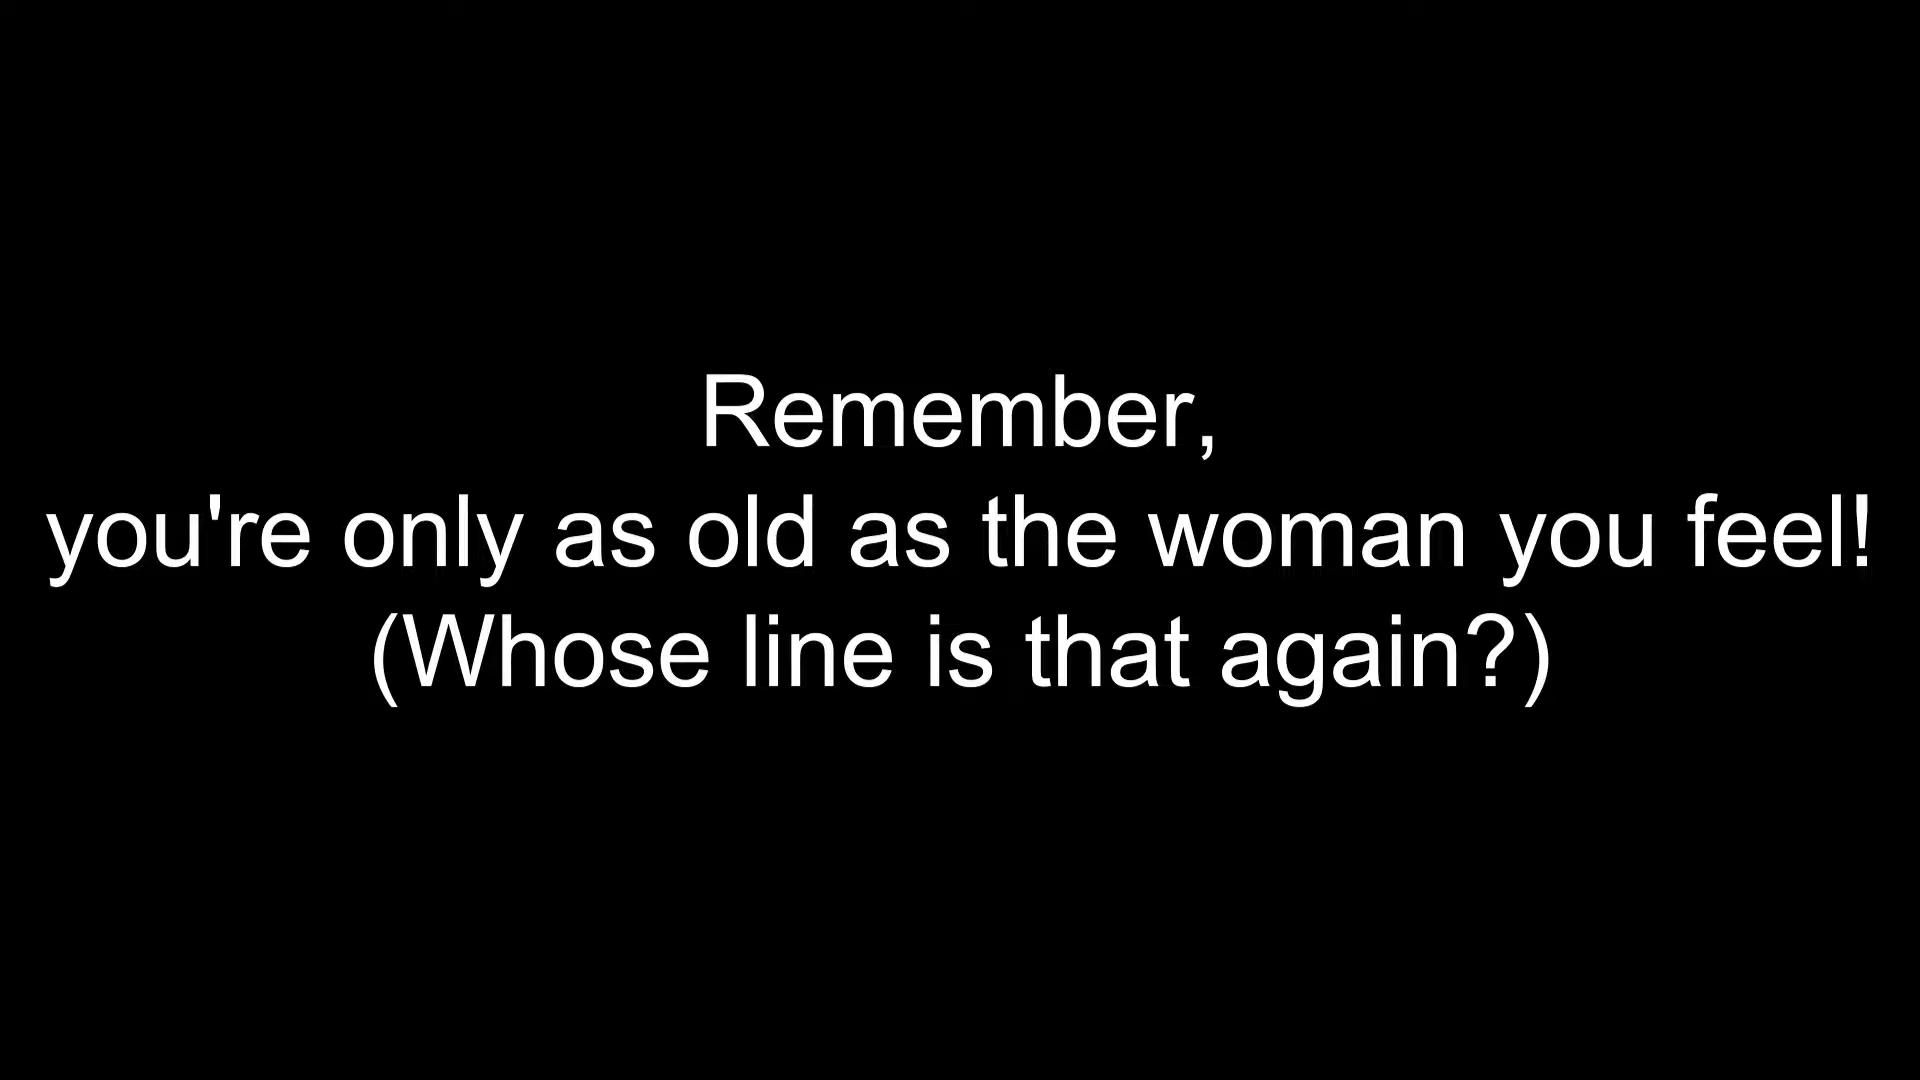 Remember,
you're only as old as the woman you feel!
(Whose line is that again?)